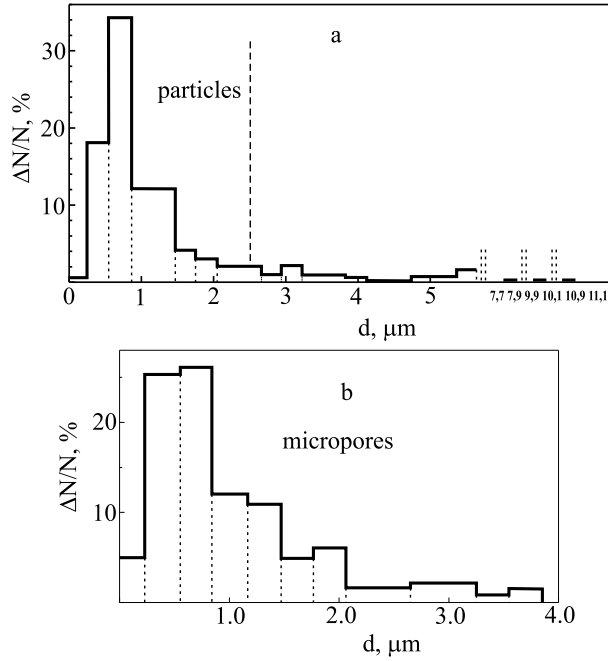 a
30
ΔN/N, %
particles
20
10
0 1 2 3 4 5 7,7 7,9 9,9 10,1 10,9 11,1
d, μm
b
20
ΔN/N, %
micropores
10
1.0 2.0 3.0 4.0
d, μm